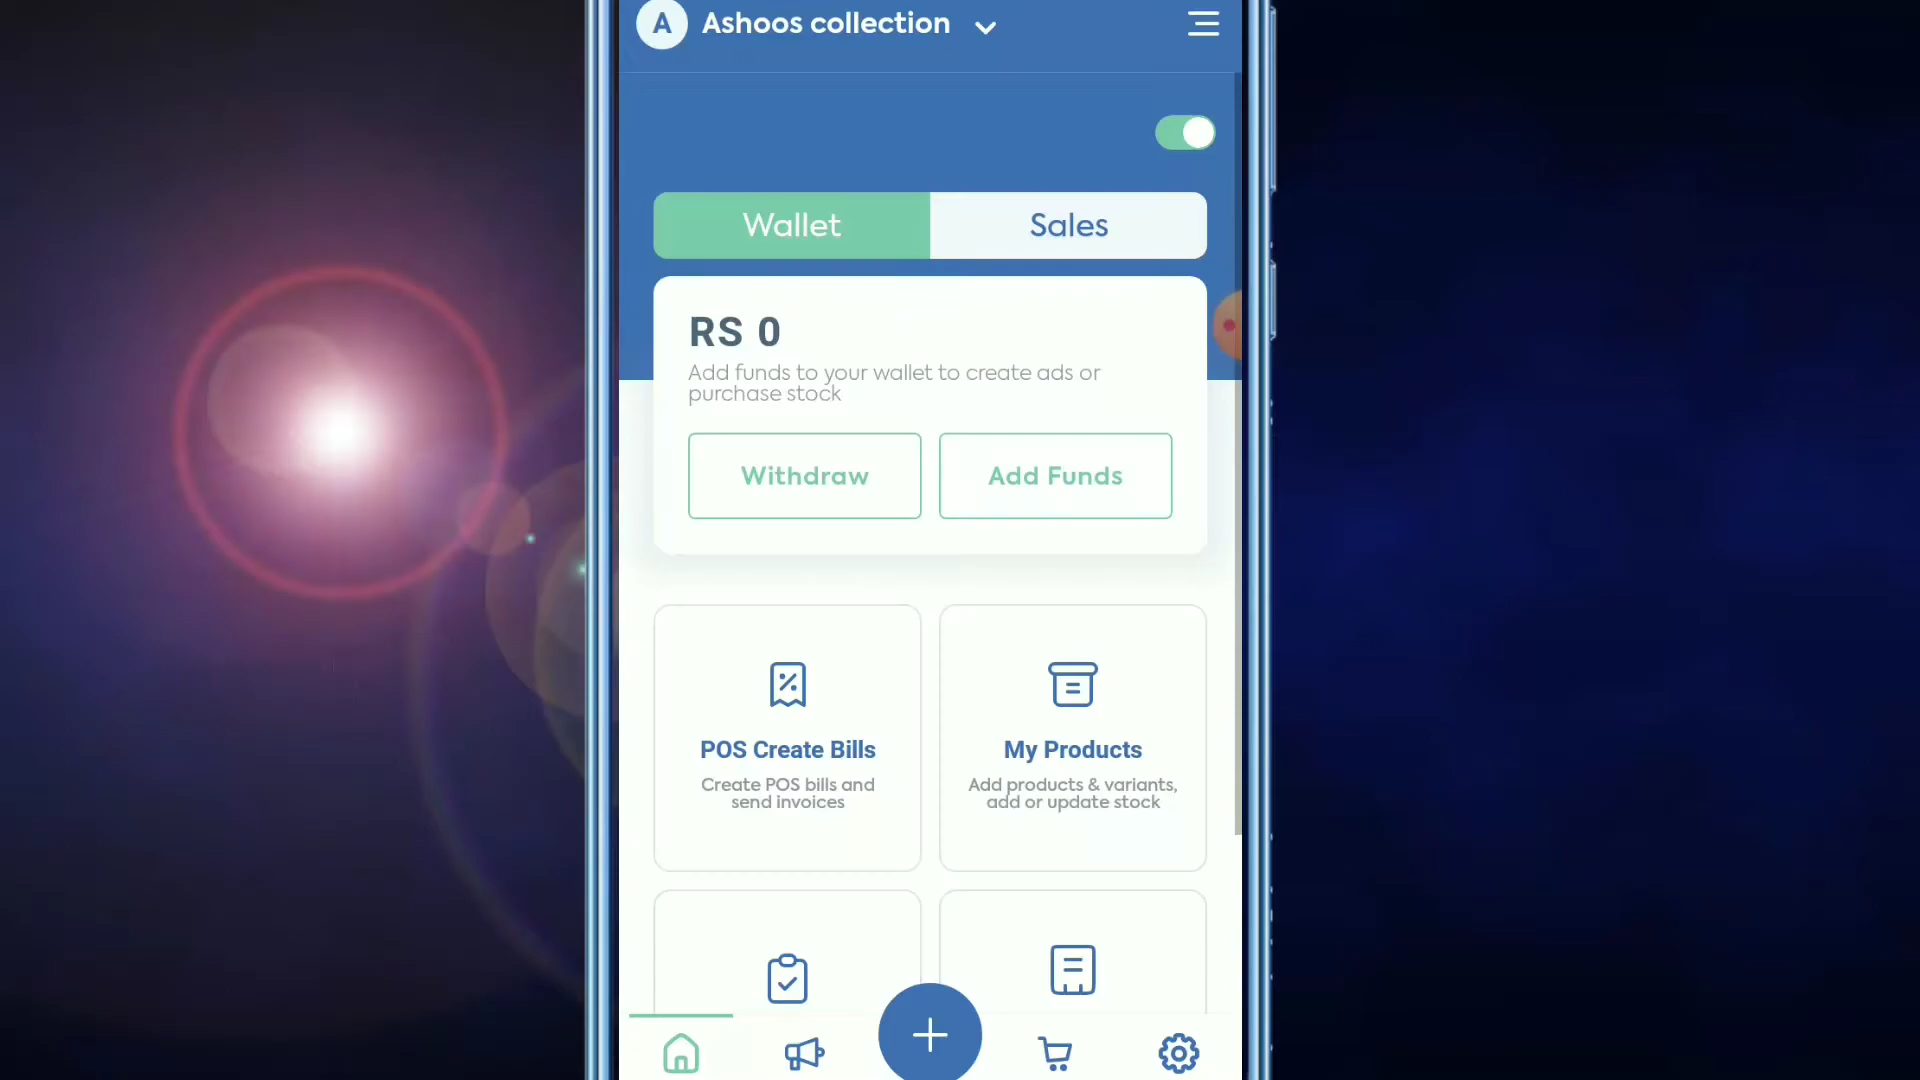 A Ashoos collection
Wallet Sales
RS 0
Add funds to your wallet to create ads or
purchase stock
Withdraw Add Funds
POS Create Bills
Create POS bills and
send invoices
My Products
Add products & variants,
add or update stock